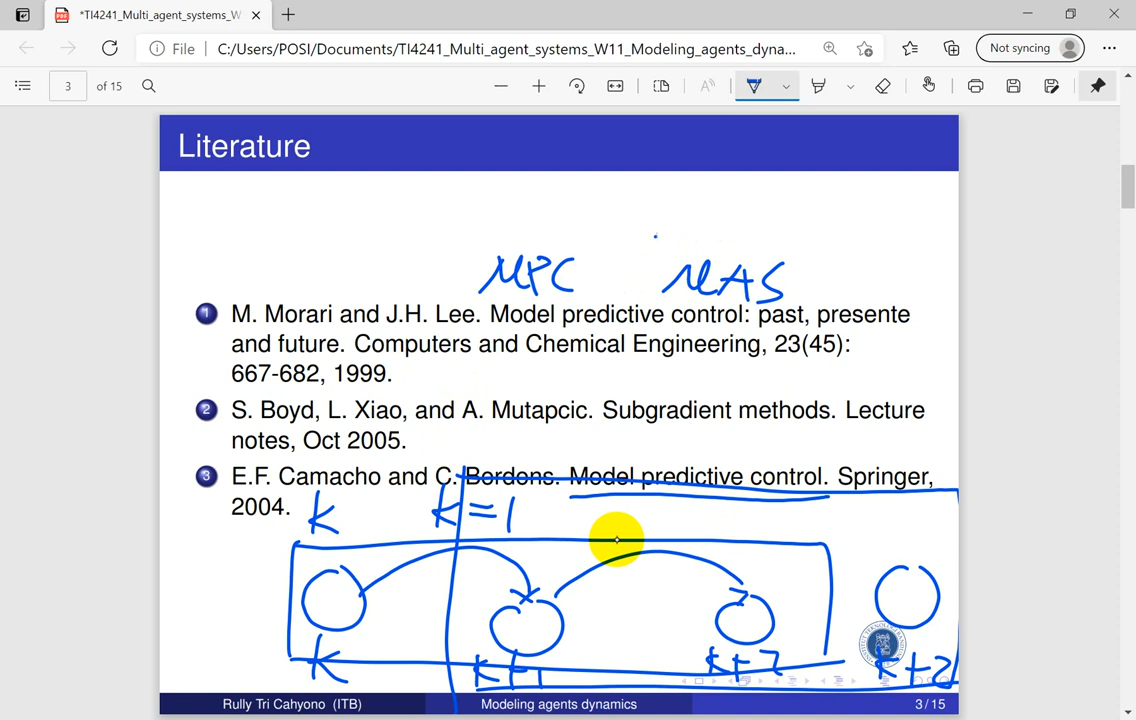 *TI4241_Multi_agent_systems_W
File C:/Users/POSI/Documents/TI4241_Multi_agent_systems_W11_Modeling_agents_dyna... Not syncing
3 of 15
Literature
MPC MAS
1 M. Morari and J.H. Lee. Model predictive control: past, presente
and future. Computers and Chemical Engineering, 23(45):
667-682, 1999.
2 S. Boyd, L. Xiao, and A. Mutapcic. Subgradient methods. Lecture
notes, Oct 2005.
3 E.F. Camacho and C. Bordons. Model predictive control. Springer,
2004.
k k=1
k k+1 k+2 k+2
Rully Tri Cahyono (ITB) Modeling agents dynamics 3 / 15